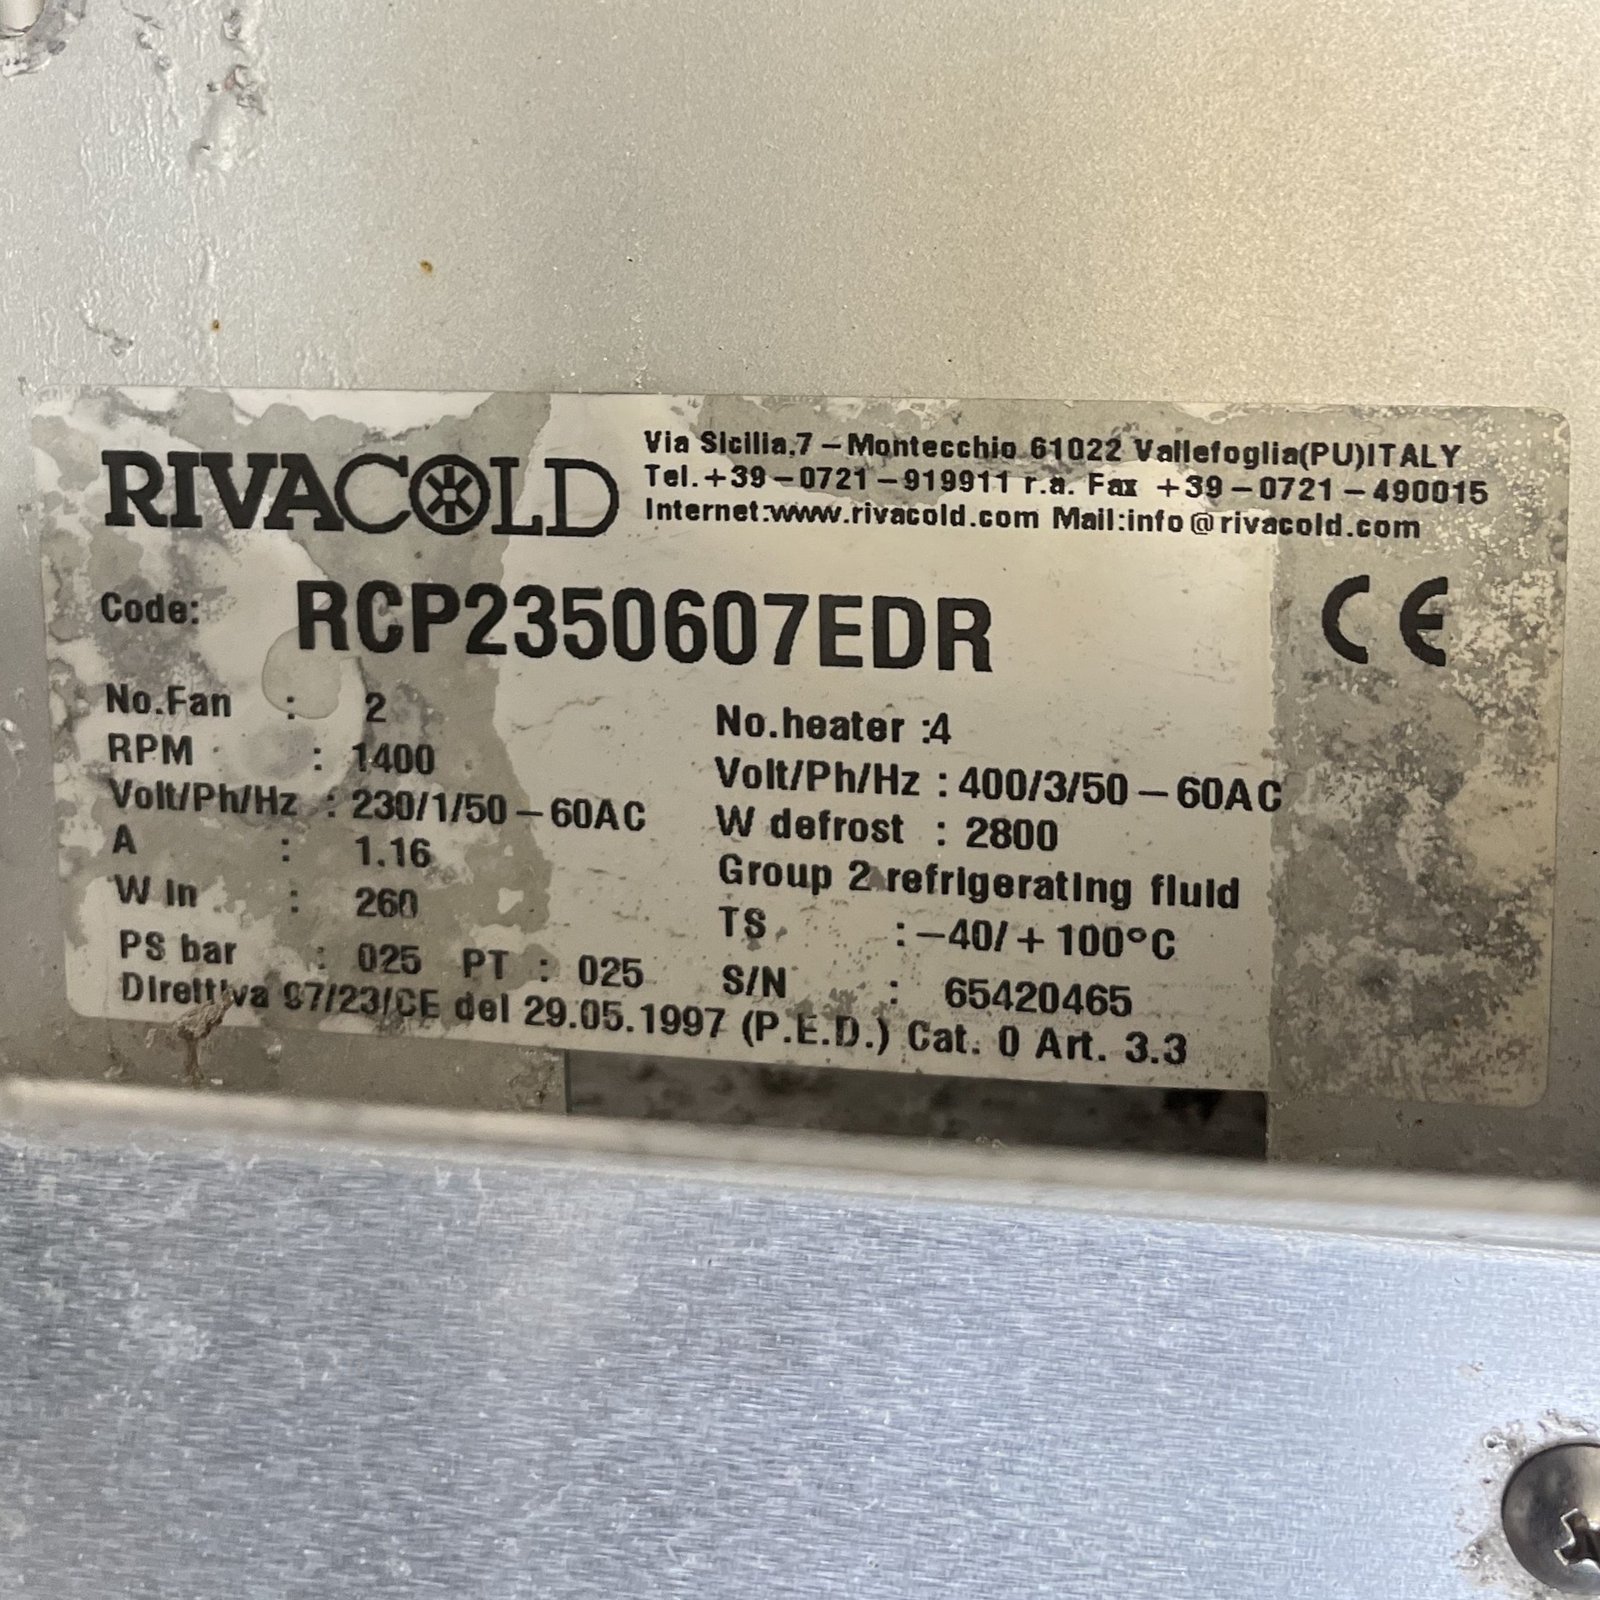 RIVACOLD
Via Sicilia,7 – Montecchio 61022 Vallefoglia(PU)ITALY
Tel.+39–0721–919911 r.a. Fax +39–0721–490015
Internet:www.rivacold.com Mail:info@rivacold.com
Code: RCP2350607EDR CE
No.Fan : 2
RPM : 1400
Volt/Ph/Hz : 230/1/50–60AC
A : 1.16
W in : 260
PS bar : 025 PT : 025
No.heater :4
Volt/Ph/Hz : 400/3/50–60AC
W defrost : 2800
Group 2 refrigerating fluid
TS :–40/+100°C
S/N : 65420465
Direttiva 97/23/CE del 29.05.1997 (P.E.D.) Cat. 0 Art. 3.3